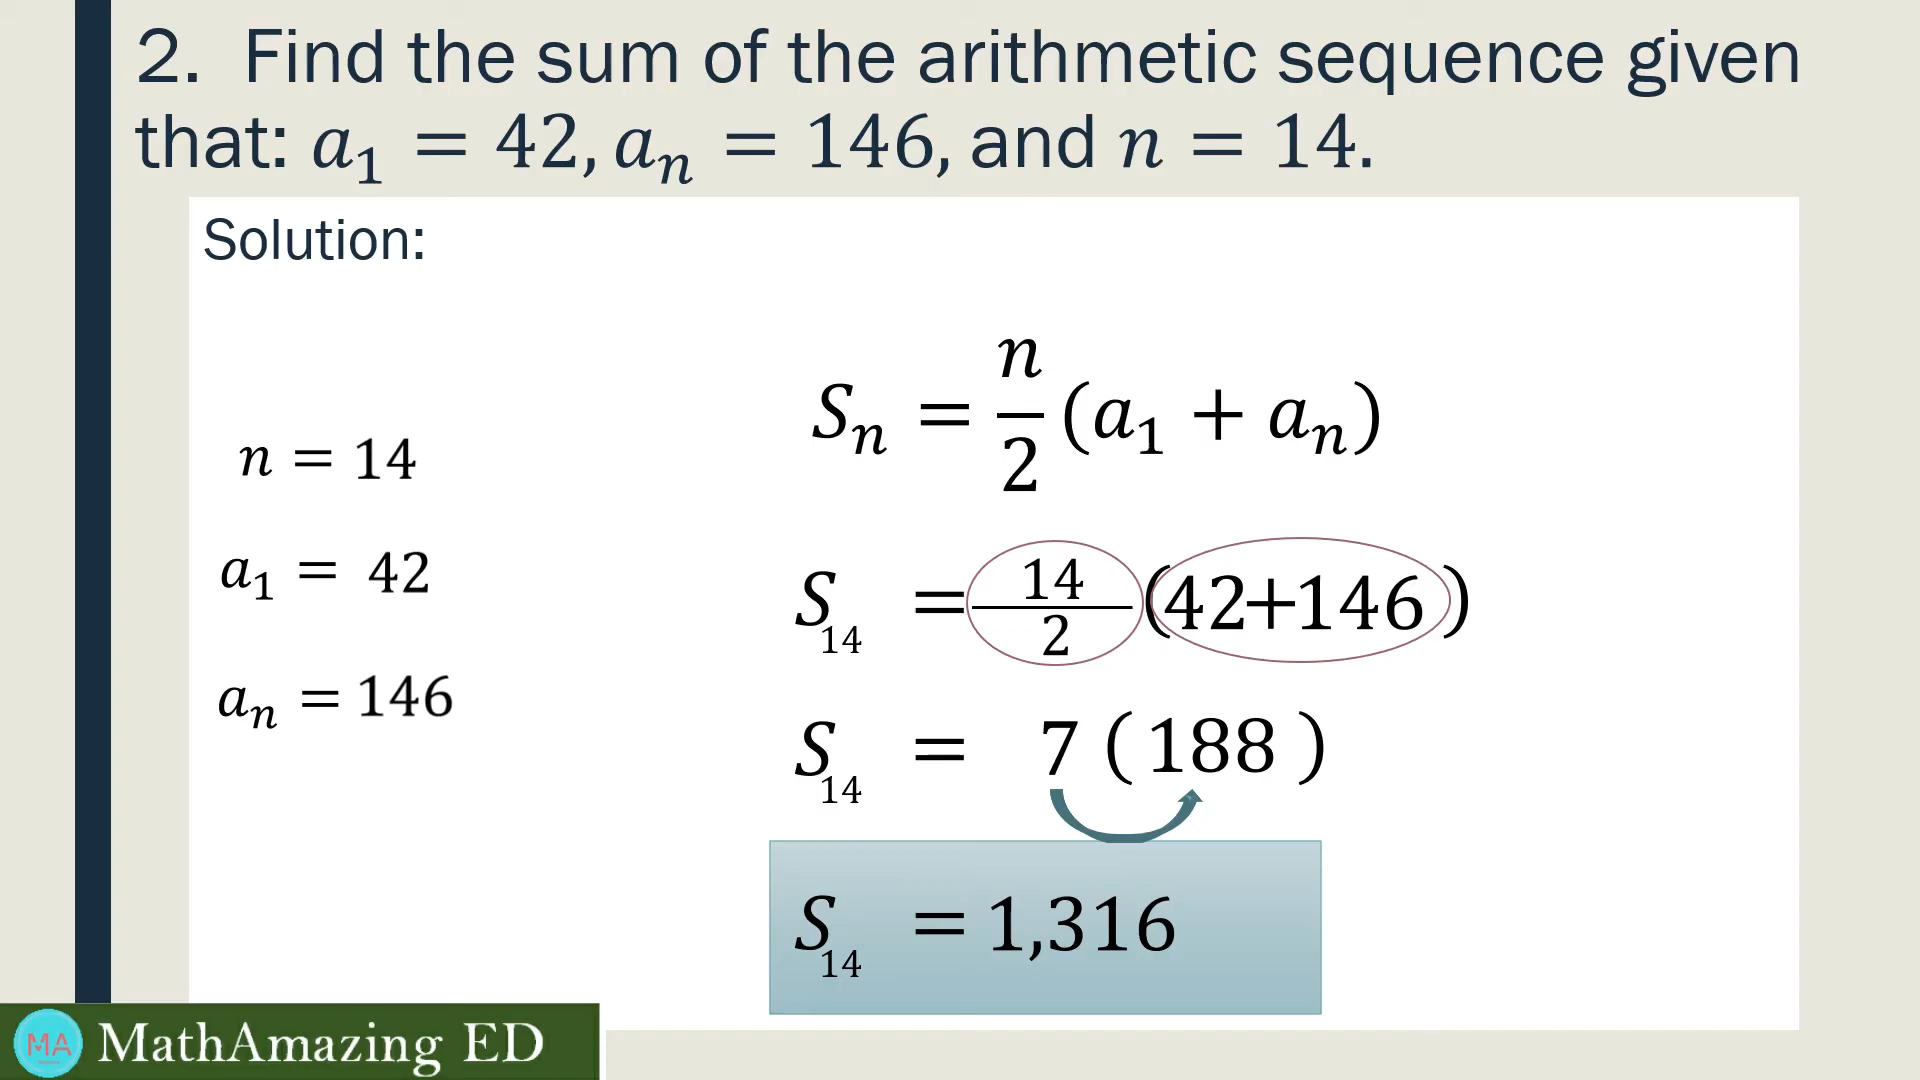 2. Find the sum of the arithmetic sequence given
that: a₁ = 42, aₙ = 146, and n = 14.
Solution:
n = 14
a₁ = 42
aₙ = 146
Sₙ = n/2 (a₁ + aₙ)
S₁₄ = 14/2 (42+146)
S₁₄ = 7 (188)
S₁₄ = 1,316
MA MathAmazing ED